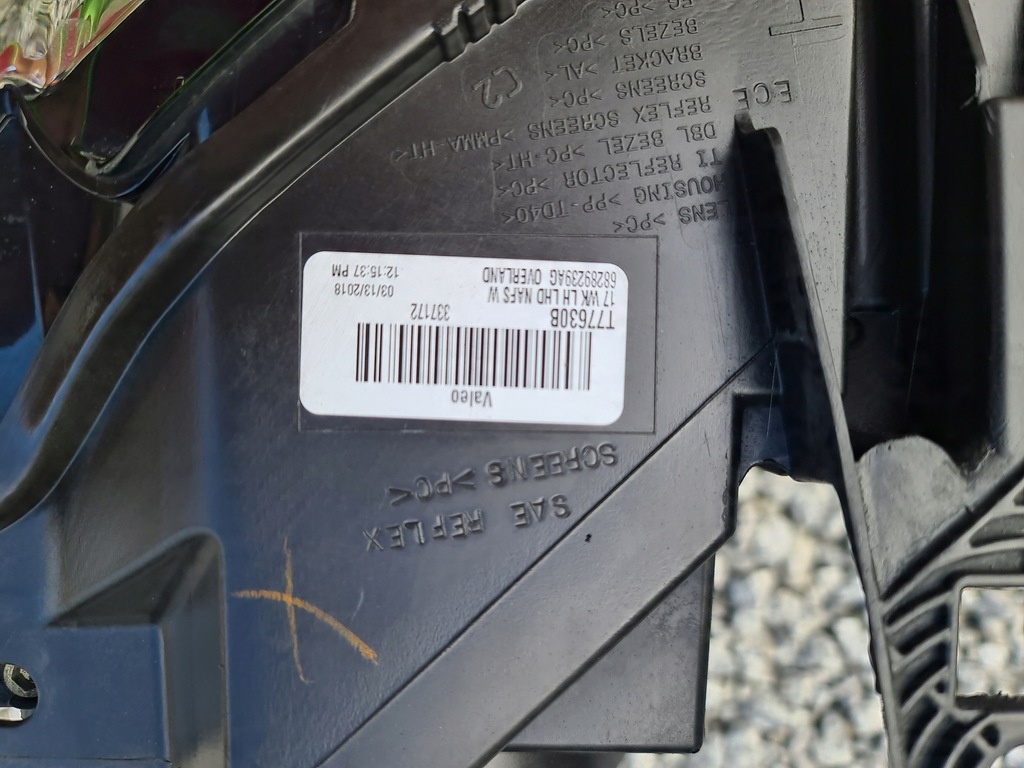 SAE REFLEX
SCREENS >PC<
Valeo
T77630B 337172
17 WK LH LHD NAFS W 03/13/2018
68289239AG OVERLAND 12:15:37 PM
LENS >PC<
HOUSING >PP-TD40<
TI REFLECTOR >PC<
DBL BEZEL >PC-HT<
ECE
REFLEX SCREENS >PMMA HT<
SCREENS >PC<
C2
BRACKET >AL<
BEZELS >PC<
>PC<